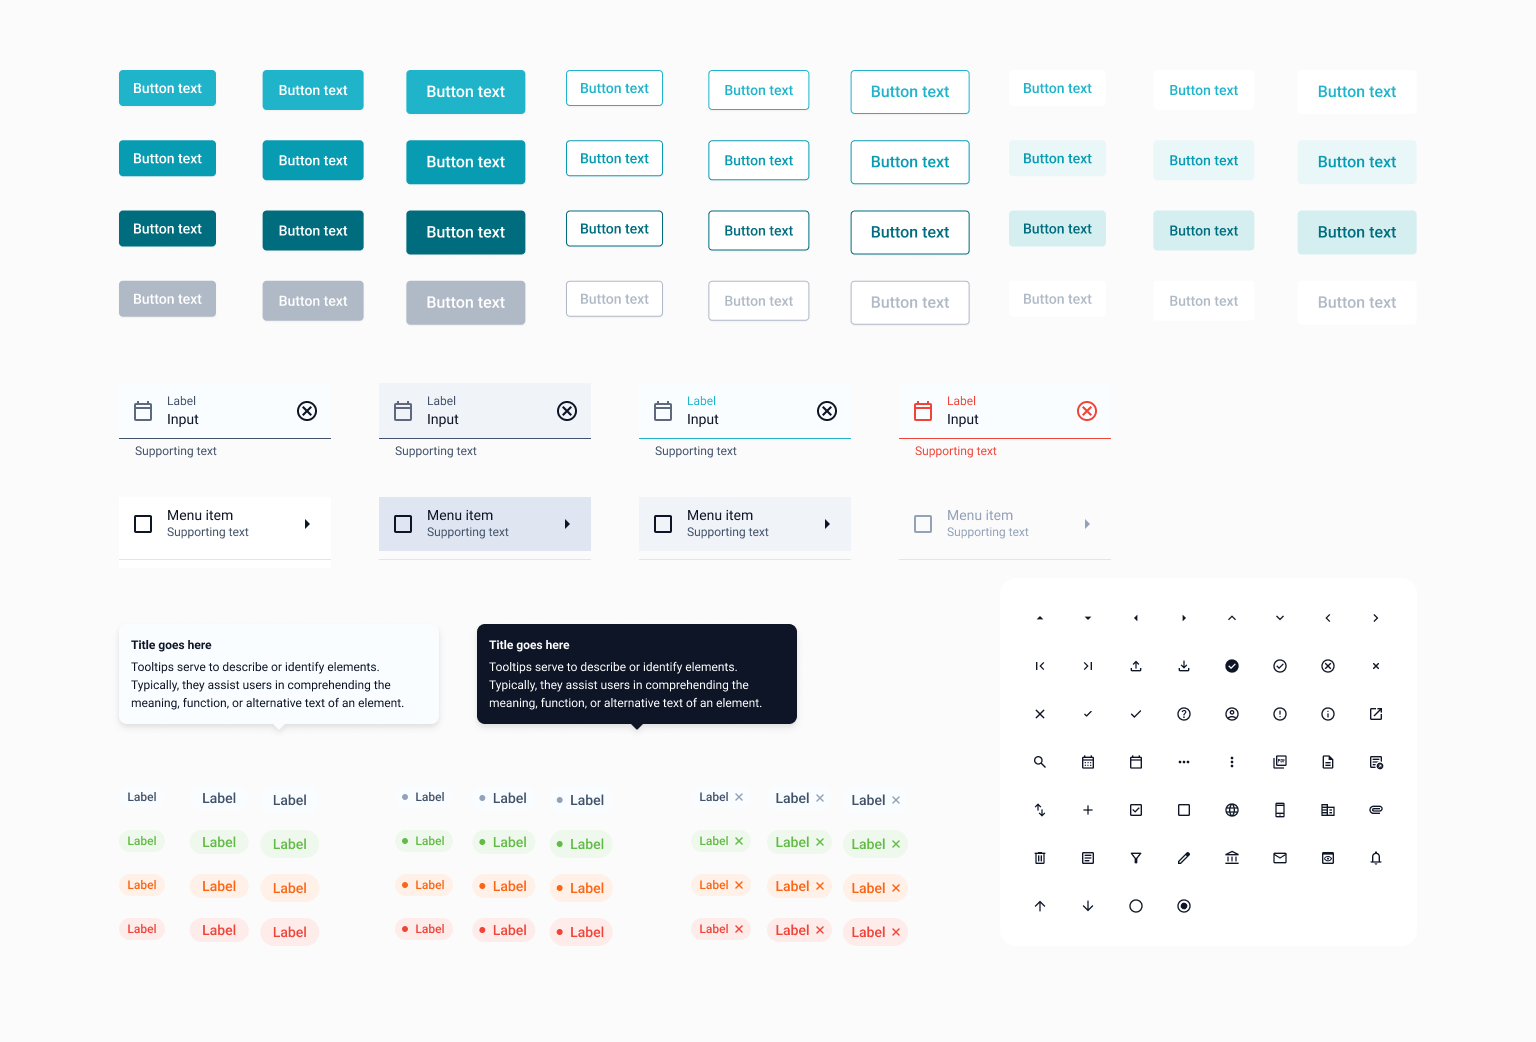 Button text Button text Button text Button text Button text Button text Button text Button text Button text
Button text Button text Button text Button text Button text Button text Button text Button text Button text
Button text Button text Button text Button text Button text Button text Button text Button text Button text
Button text Button text Button text Button text Button text Button text Button text Button text Button text
Label Label Label Label
Input Input Input Input
Supporting text Supporting text Supporting text Supporting text
Menu item Menu item Menu item Menu item
Supporting text Supporting text Supporting text Supporting text
Title goes here
Tooltips serve to describe or identify elements.
Typically, they assist users in comprehending the
meaning, function, or alternative text of an element.
Title goes here
Tooltips serve to describe or identify elements.
Typically, they assist users in comprehending the
meaning, function, or alternative text of an element.
Label Label Label Label Label Label Label Label Label
Label Label Label Label Label Label Label Label Label
Label Label Label Label Label Label Label Label Label
Label Label Label Label Label Label Label Label Label